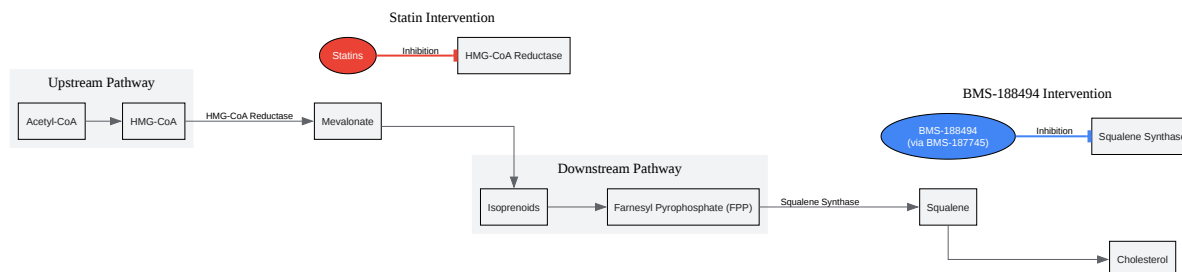 Statin Intervention
Statins
Inhibition
HMG-CoA Reductase
Upstream Pathway
Acetyl-CoA
HMG-CoA
HMG-CoA Reductase
Mevalonate
BMS-188494 Intervention
BMS-188494
(via BMS-187745)
Inhibition
Squalene Synthase
Downstream Pathway
Isoprenoids
Farnesyl Pyrophosphate (FPP)
Squalene Synthase
Squalene
Cholesterol